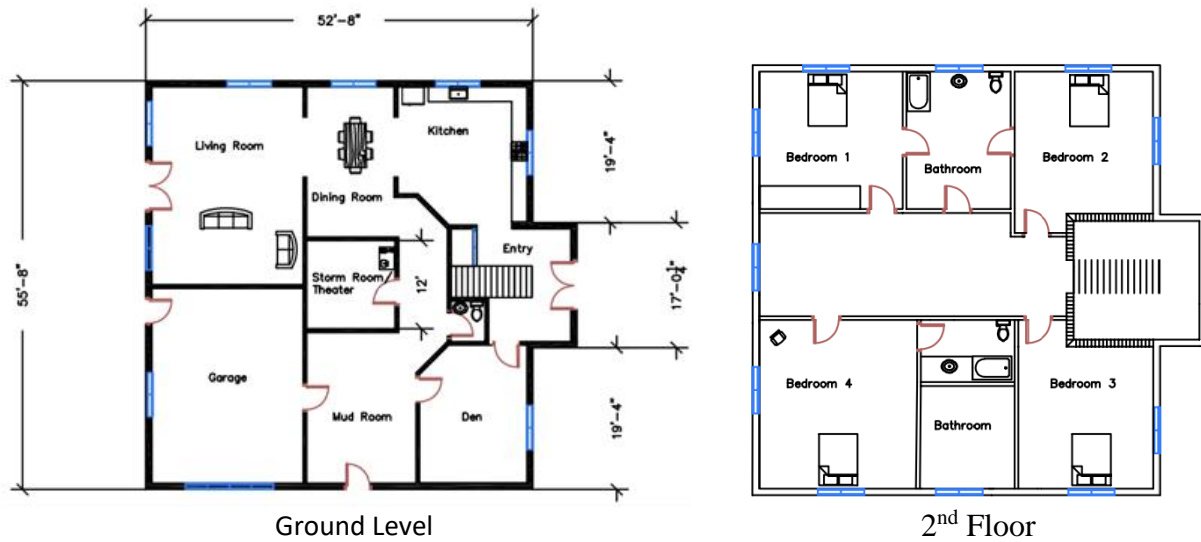 52'-8"
55'-8"
Living Room
Dining Room
Kitchen
19'-4"
Entry
Storm Room/
Theater
12'
17'-0¼"
Garage
Mud Room
Den
19'-4"
Ground Level
Bedroom 1
Bathroom
Bedroom 2
Bedroom 4
Bathroom
Bedroom 3
2nd Floor